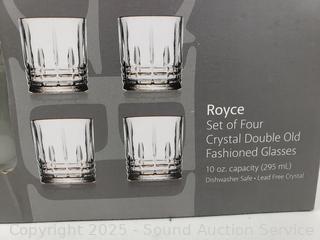 Royce
Set of Four
Crystal Double Old
Fashioned Glasses
10 oz. capacity (295 mL)
Dishwasher Safe • Lead Free Crystal
Copyright 2025 - Sound Auction Service